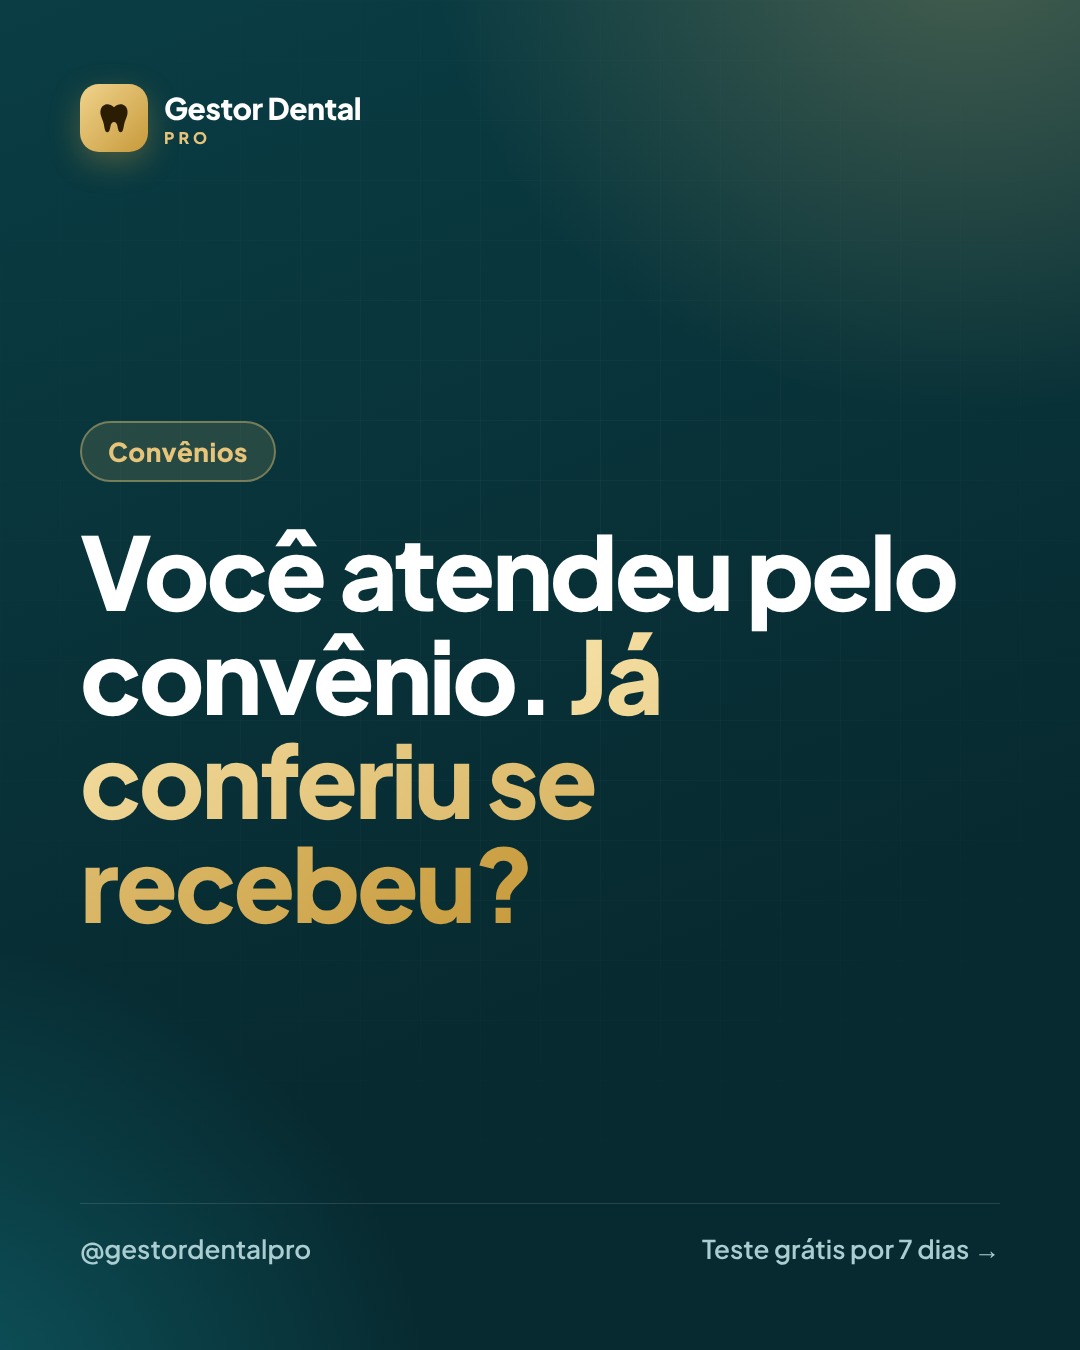 Gestor Dental
PRO
Convênios
Você atendeu pelo
convênio. Já
conferiu se
recebeu?
@gestordentalpro
Teste grátis por 7 dias →